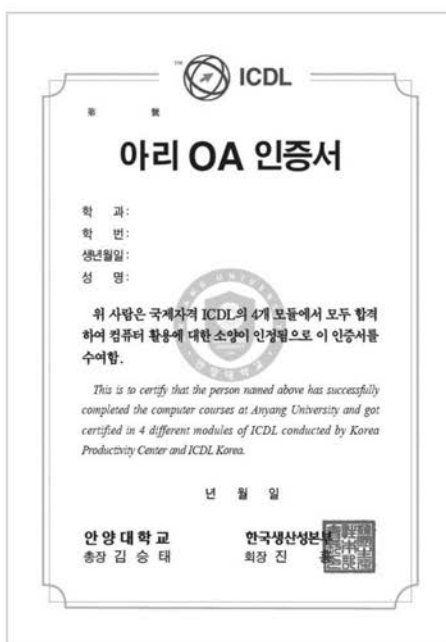 ™ ICDL
제 호
아리 OA 인증서
학 과:
학 번:
생년월일:
성 명:
위 사람은 국제자격 ICDL의 4개 모듈에서 모두 합격
하여 컴퓨터 활용에 대한 소양이 인정됨으로 이 인증서를
수여함.
This is to certify that the person named above has successfully
completed the computer courses at Anyang University and got
certified in 4 different modules of ICDL conducted by Korea
Productivity Center and ICDL Korea.
년 월 일
안양대학교 한국생산성본부
총장 김승태 회장 진